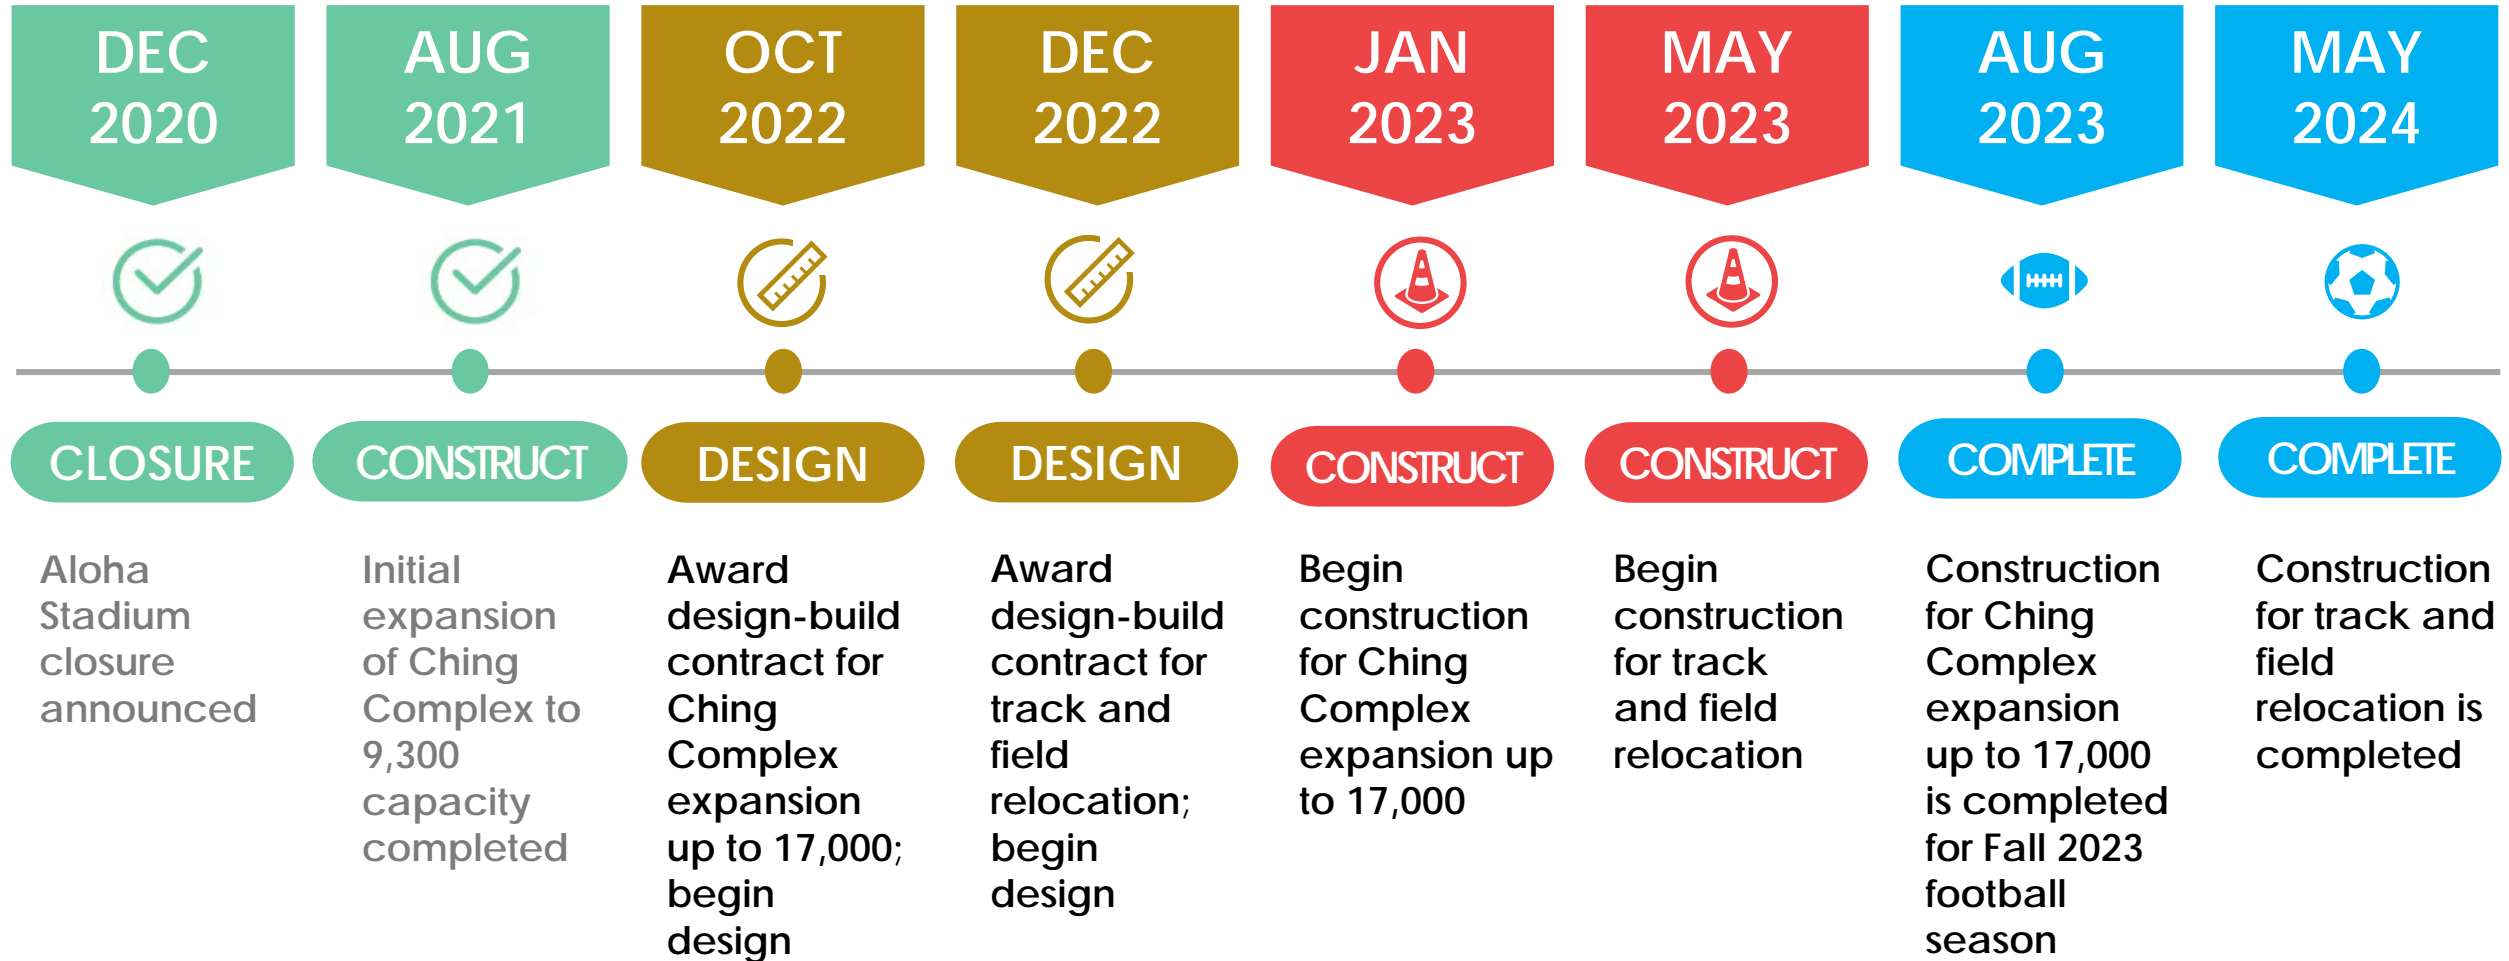 DEC
2020
AUG
2021
OCT
2022
DEC
2022
JAN
2023
MAY
2023
AUG
2023
MAY
2024
CLOSURE
CONSTRUCT
DESIGN
DESIGN
CONSTRUCT
CONSTRUCT
COMPLETE
COMPLETE
Aloha
Stadium
closure
announced
Initial
expansion
of Ching
Complex to
9,300
capacity
completed
Award
design-build
contract for
Ching
Complex
expansion
up to 17,000;
begin
design
Award
design-build
contract for
track and
field
relocation;
begin
design
Begin
construction
for Ching
Complex
expansion up
to 17,000
Begin
construction
for track
and field
relocation
Construction
for Ching
Complex
expansion
up to 17,000
is completed
for Fall 2023
football
season
Construction
for track and
field
relocation is
completed